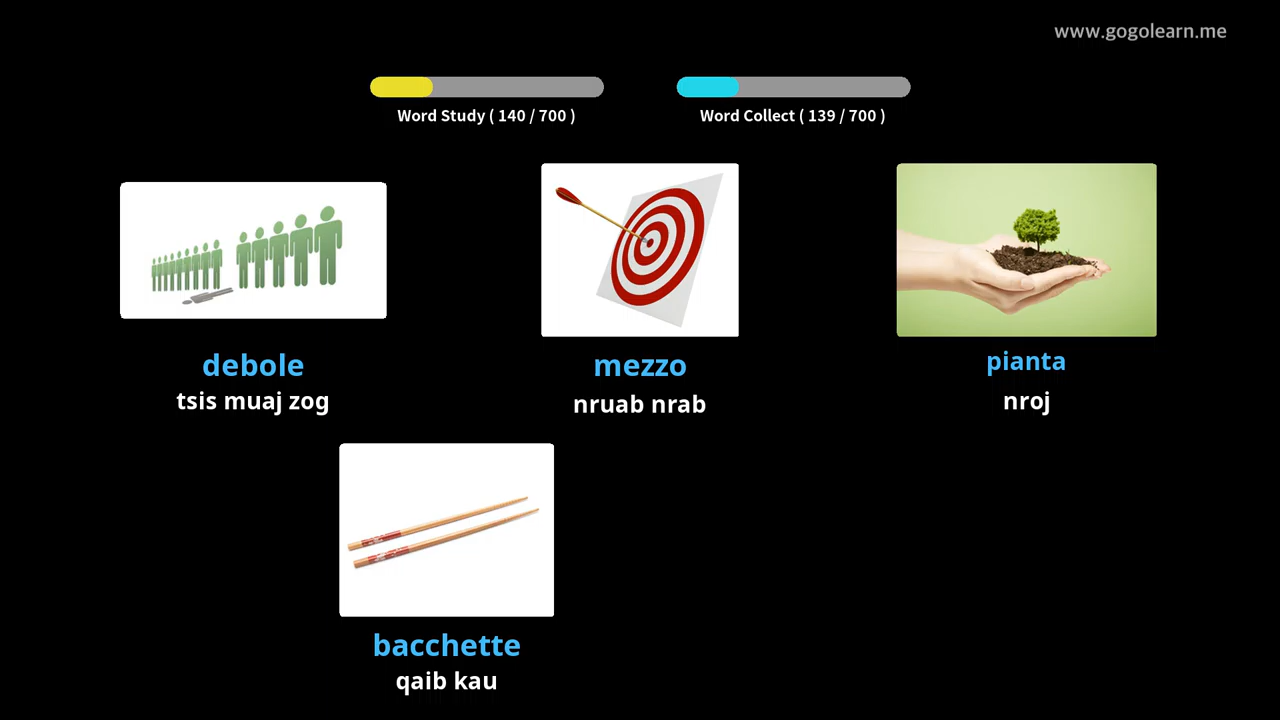 www.gogolearn.me
Word Study ( 140 / 700 )
Word Collect ( 139 / 700 )
debole
tsis muaj zog
mezzo
nruab nrab
pianta
nroj
bacchette
qaib kau